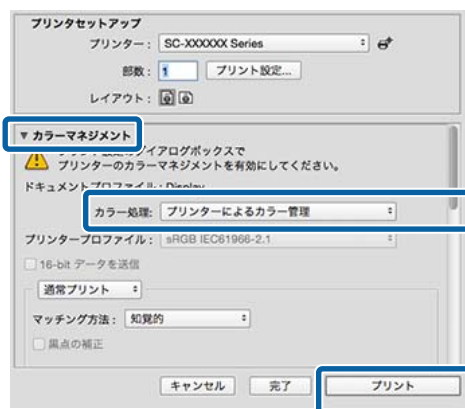 プリンタセットアップ
プリンター： SC-XXXXXX Series
部数： 1 プリント設定...
レイアウト：
▼ カラーマネジメント
アログボックスで
プリンターのカラーマネジメントを有効にしてください。
ドキュメントプロファイル：Display
カラー処理: プリンターによるカラー管理
プリンタープロファイル： sRGB IEC61966-2.1
16-bit データを送信
通常プリント
マッチング方法： 知覚的
黒点の補正
キャンセル 完了 プリント